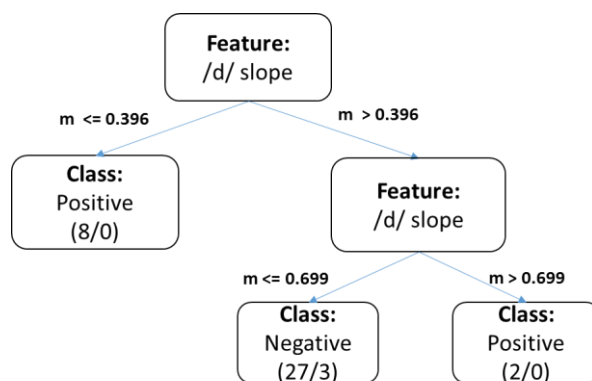 Feature:
/d/ slope
m <= 0.396
m > 0.396
Class:
Positive
(8/0)
Feature:
/d/ slope
m <= 0.699
m > 0.699
Class:
Negative
(27/3)
Class:
Positive
(2/0)